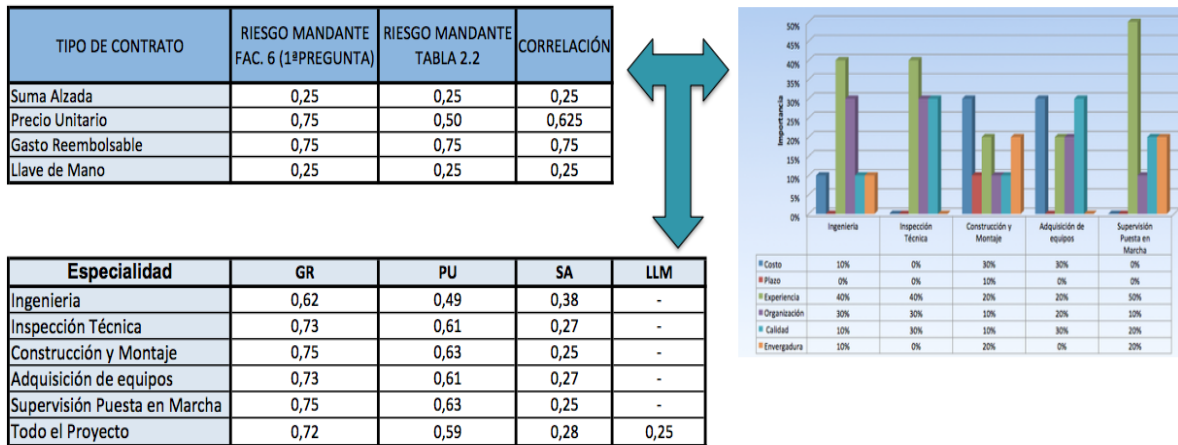 TIPO DE CONTRATO RIESGO MANDANTE FAC. 6 (1ªPREGUNTA) RIESGO MANDANTE TABLA 2.2 CORRELACIÓN
Suma Alzada 0,25 0,25 0,25
Precio Unitario 0,75 0,50 0,625
Gasto Reembolsable 0,75 0,75 0,75
Llave de Mano 0,25 0,25 0,25
Especialidad GR PU SA LLM
Ingenieria 0,62 0,49 0,38 -
Inspección Técnica 0,73 0,61 0,27 -
Construcción y Montaje 0,75 0,63 0,25 -
Adquisición de equipos 0,73 0,61 0,27 -
Supervisión Puesta en Marcha 0,75 0,63 0,25 -
Todo el Proyecto 0,72 0,59 0,28 0,25
Importancia
50%
45%
40%
35%
30%
25%
20%
15%
10%
5%
0%
Ingenieria Inspección Técnica Construcción y Montaje Adquisición de equipos Supervisión Puesta en Marcha
Costo 10% 0% 30% 30% 0%
Plazo 0% 0% 10% 0% 0%
Experiencia 40% 40% 20% 20% 50%
Organización 30% 30% 10% 20% 10%
Calidad 10% 30% 10% 30% 20%
Envergadura 10% 0% 20% 0% 20%